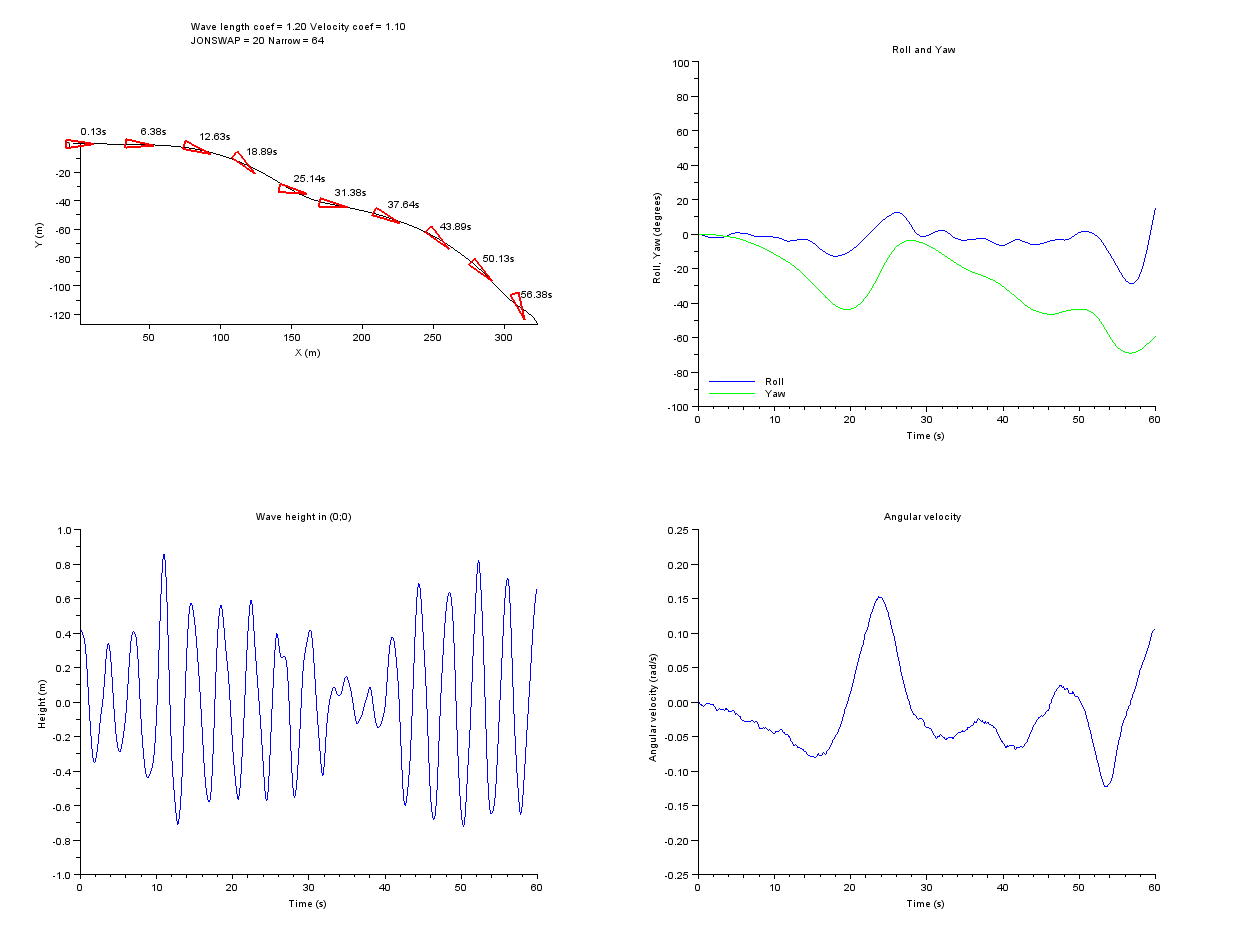 Wave length coef = 1.20 Velocity coef = 1.10
JONSWAP = 20 Narrow = 64
0.13s
6.38s
12.63s
18.89s
25.14s
31.38s
37.64s
43.89s
50.13s
56.38s
-20
-40
-60
-80
-100
-120
Y (m)
50 100 150 200 250 300
X (m)
Roll and Yaw
100
80
60
40
20
0
-20
-40
-60
-80
-100
Roll, Yaw (degrees)
Roll
Yaw
0 10 20 30 40 50 60
Time (s)
Wave height in (0;0)
1.0
0.8
0.6
0.4
0.2
0.0
-0.2
-0.4
-0.6
-0.8
-1.0
Height (m)
0 10 20 30 40 50 60
Time (s)
Angular velocity
0.25
0.20
0.15
0.10
0.05
0.00
-0.05
-0.10
-0.15
-0.20
-0.25
Angular velocity (rad/s)
0 10 20 30 40 50 60
Time (s)